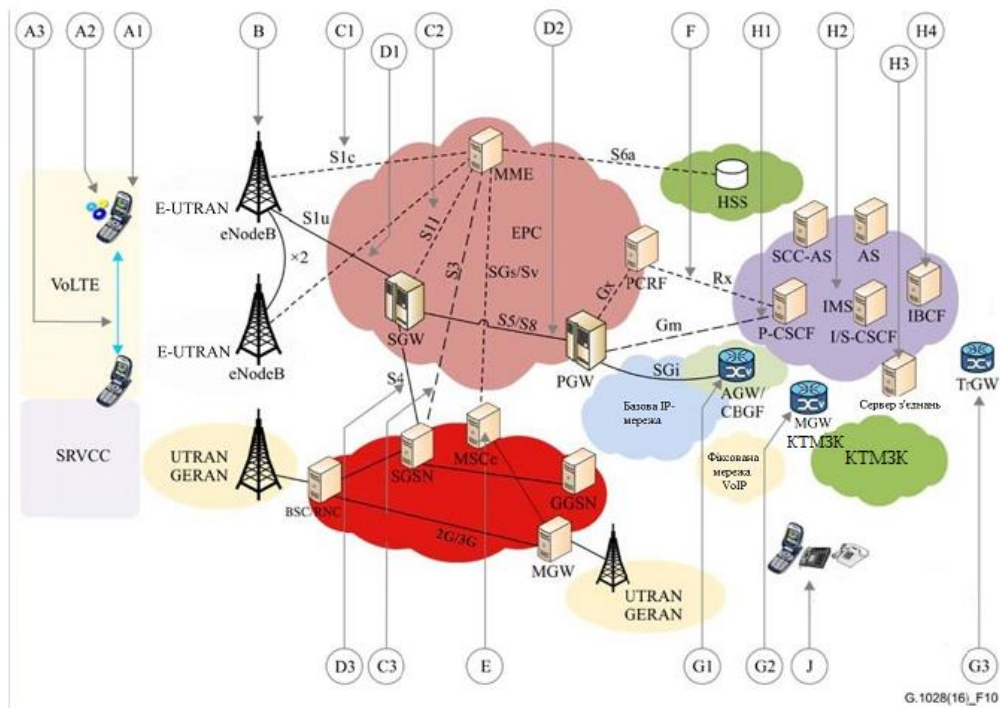 A3 A2 A1 B C1 C2 D2 F H1 H2 H4
D1 H3
S1c
MME
S6a
HSS
E-UTRAN
eNodeB
S1u
S11
EPC
SCC-AS
AS
VoLTE
×2
S3
SGs/Sv
PCRF
Rx
Gx
IMS
P-CSCF
I/S-CSCF
IBCF
E-UTRAN
eNodeB
SGW
S5/S8
Gm
PGW
SGi
S4
AGW/
CBGF
Базова IP-
мережа
MGW
КТМЗК
Сервер з'єднань
TrGW
SRVCC
UTRAN
GERAN
BSC/RNC
SGSN
MSCe
GGSN
Фіксована
мережа
VoIP
КТМЗК
2G/3G
MGW
UTRAN
GERAN
D3 C3 E G1 G2 J G3
G.1028(16)_F10